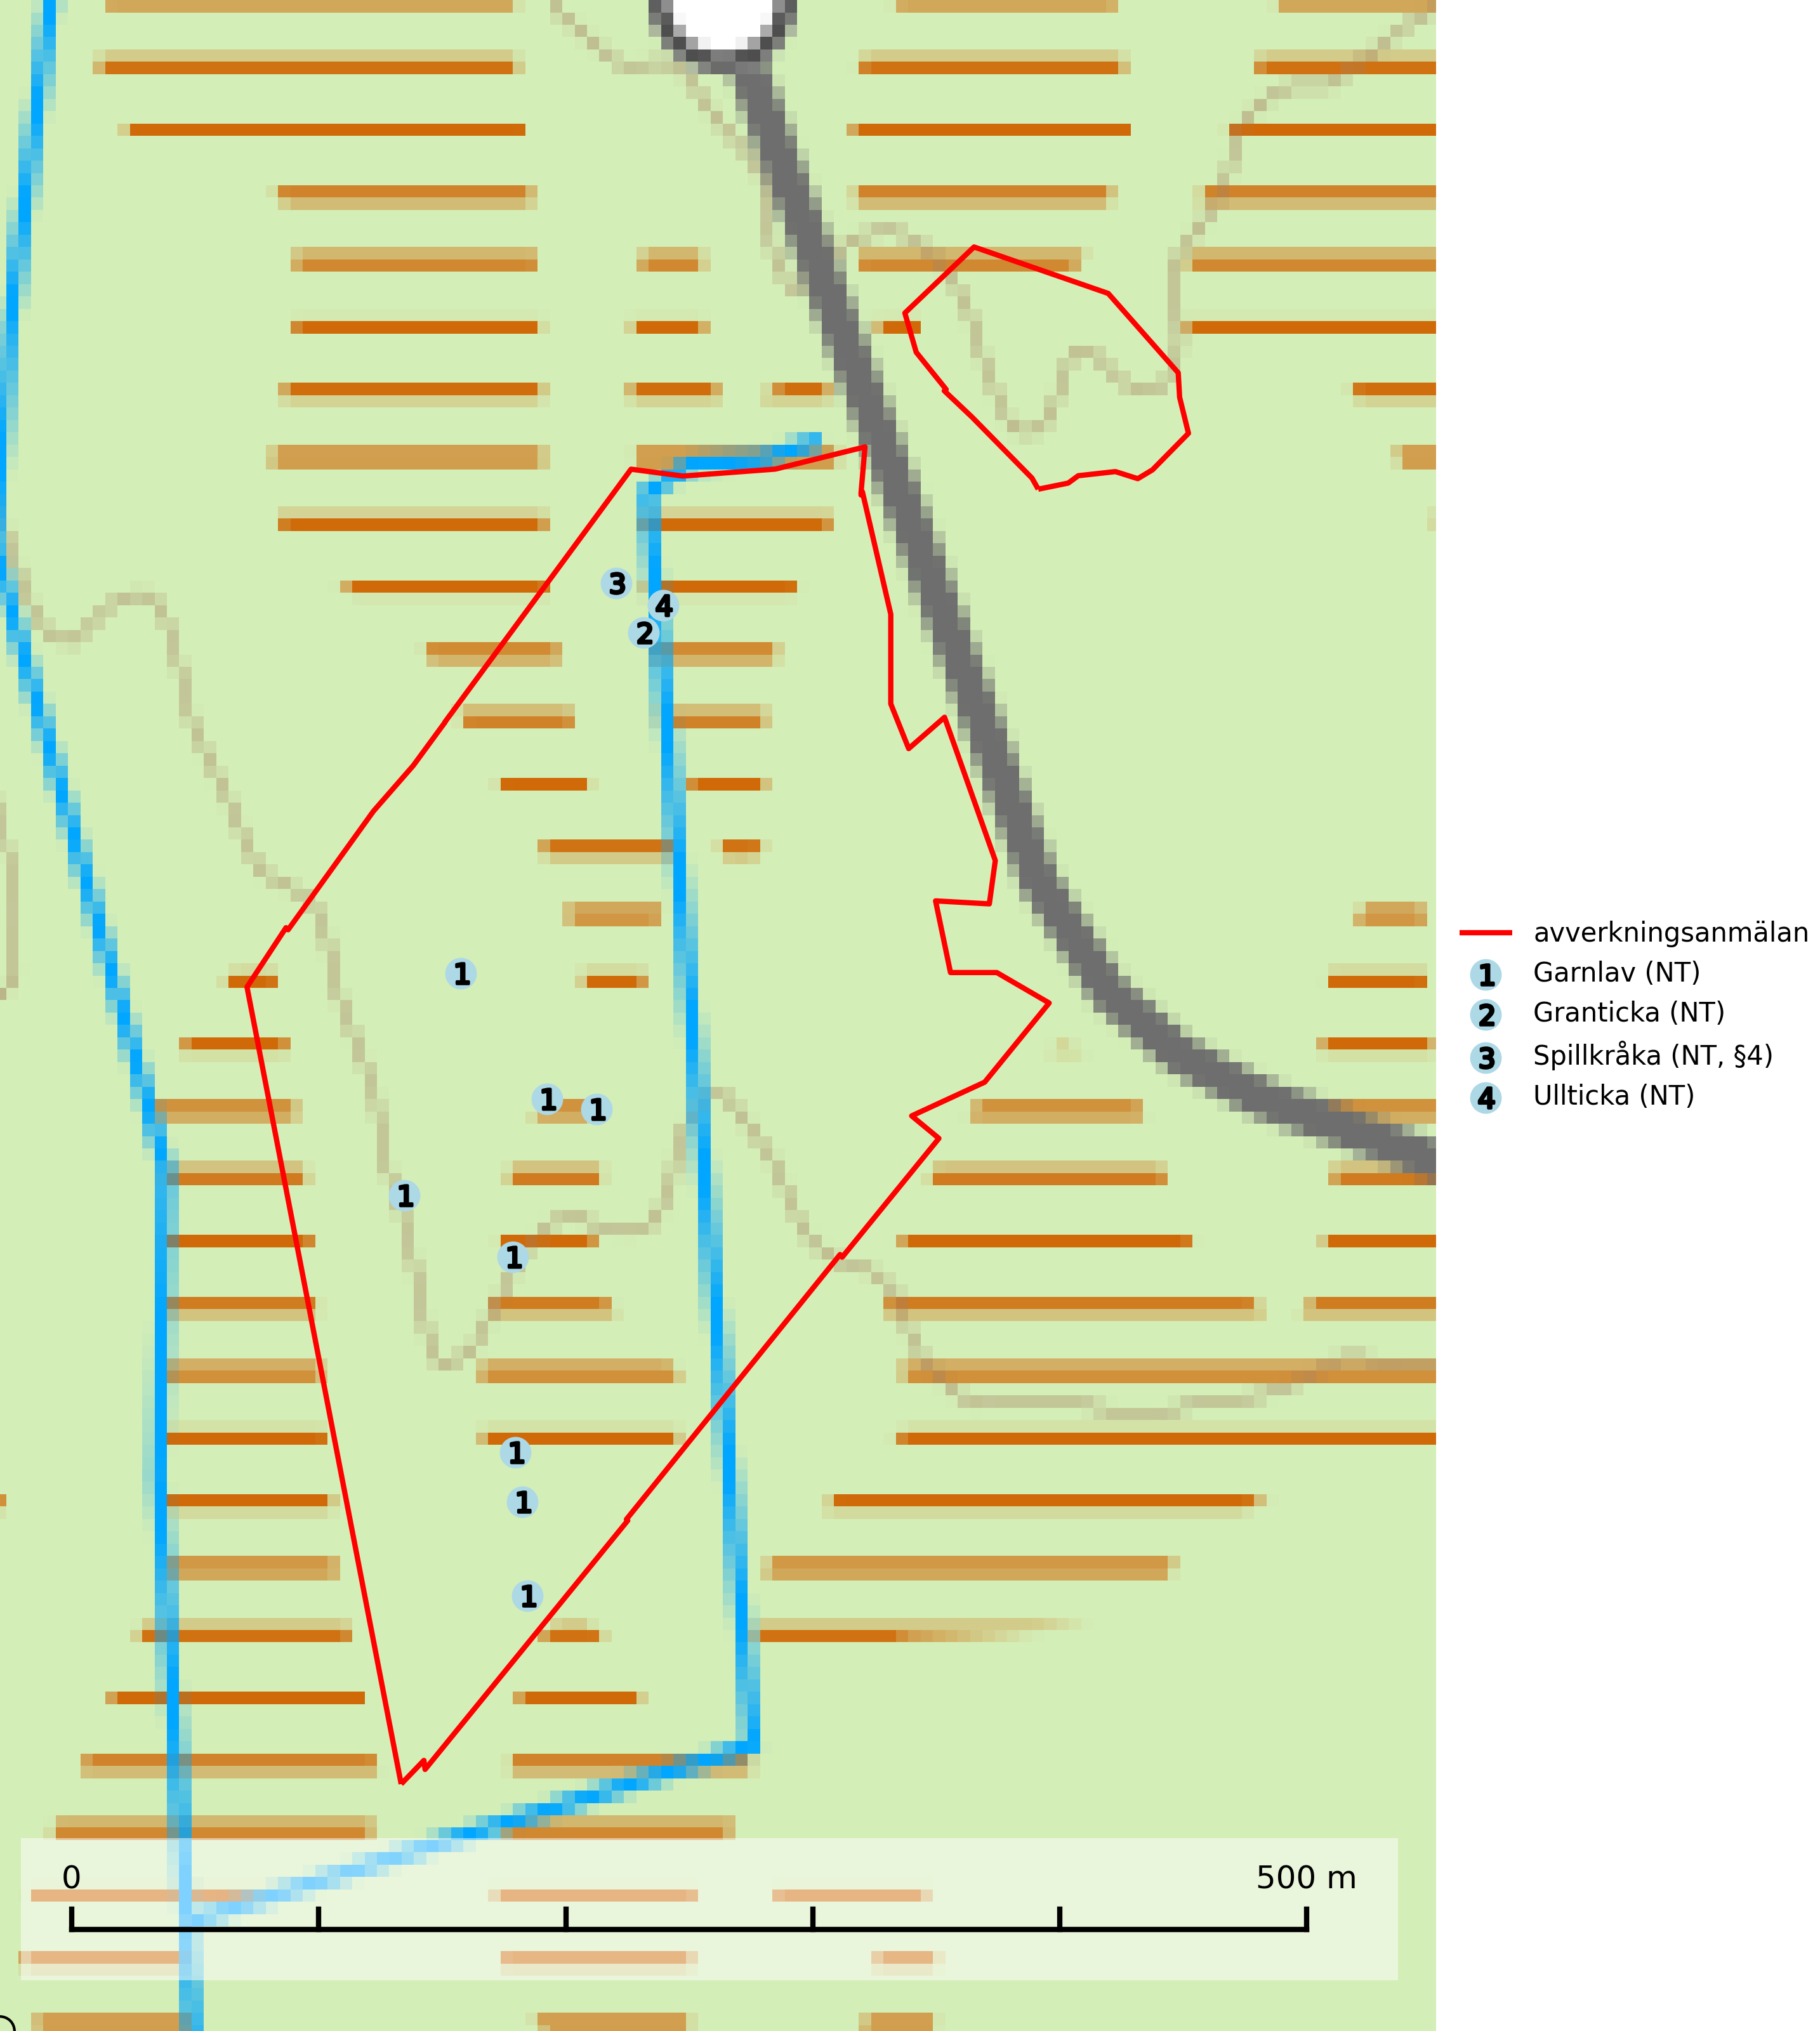 3
4
2
1
1
1
1
1
1
1
1
avverkningsanmälan
1 Garnlav (NT)
2 Granticka (NT)
3 Spillkråka (NT, §4)
4 Ullticka (NT)
0 500 m